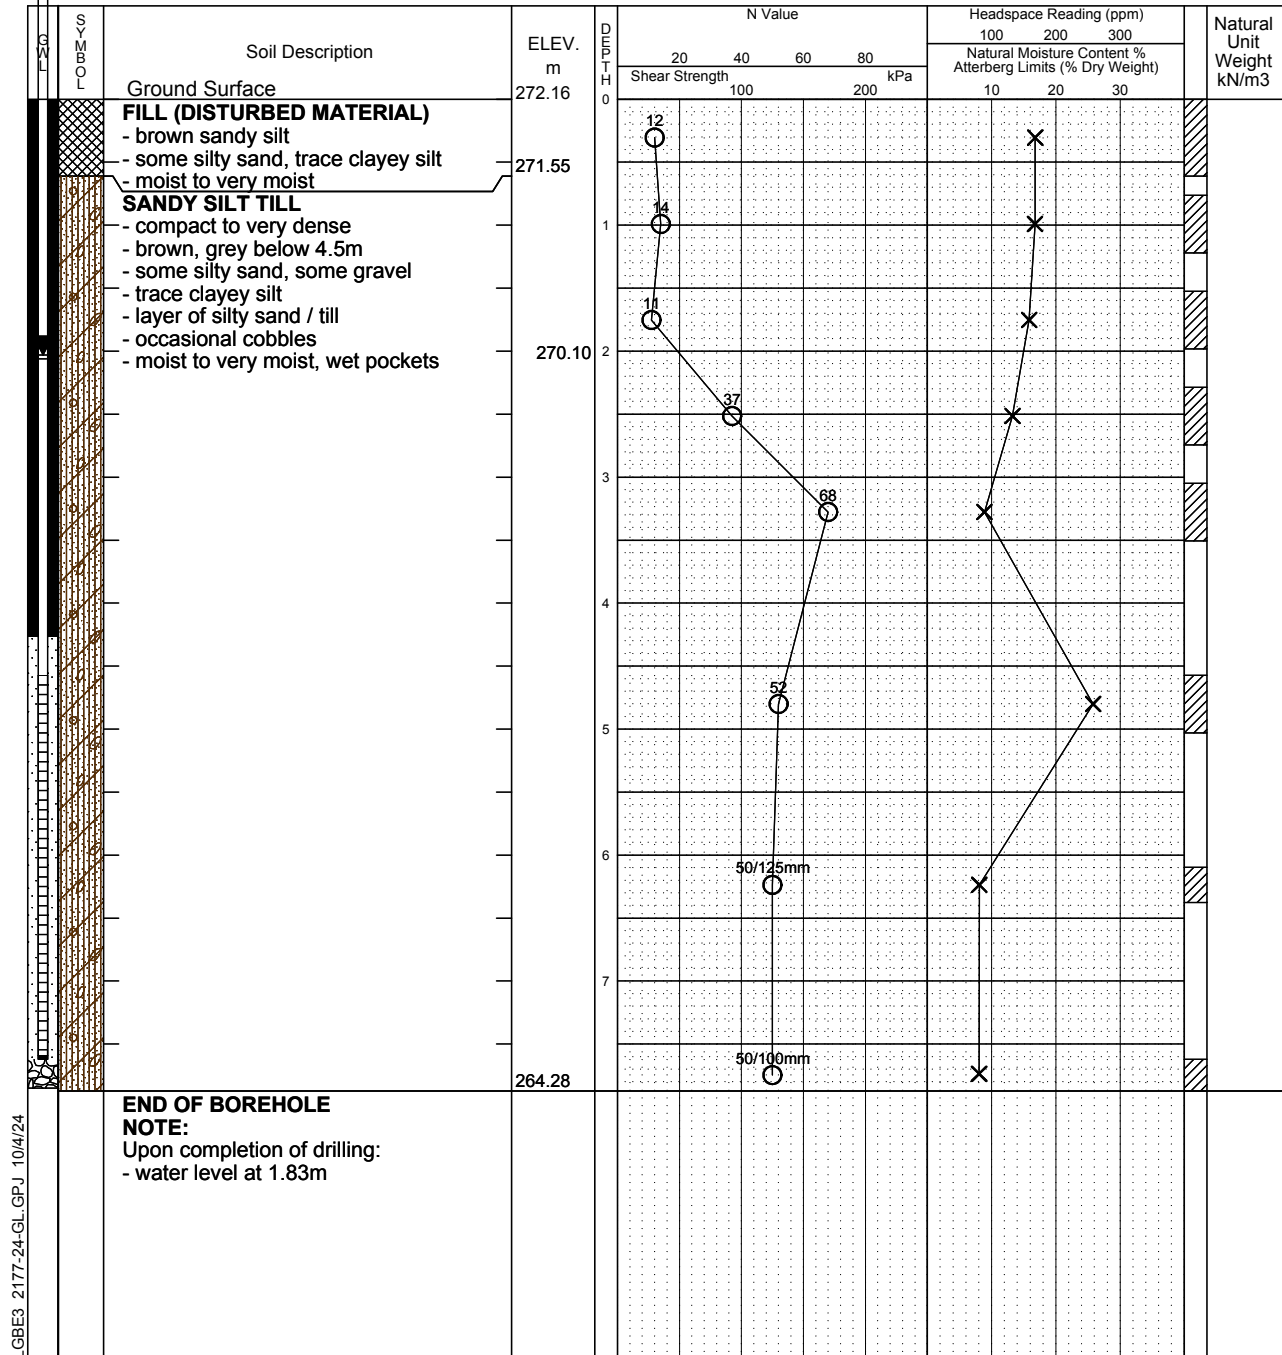 GWL
SYMBOL
Soil Description
ELEV.
m
DEPTH
N Value
20 40 60 80
Shear Strength kPa
100 200
Headspace Reading (ppm)
100 200 300
Natural Moisture Content %
Atterberg Limits (% Dry Weight)
10 20 30
Natural
Unit
Weight
kN/m3
Ground Surface
272.16
0
FILL (DISTURBED MATERIAL)
- brown sandy silt
- some silty sand, trace clayey silt
- moist to very moist
271.55
12
SANDY SILT TILL
- compact to very dense
- brown, grey below 4.5m
- some silty sand, some gravel
- trace clayey silt
- layer of silty sand / till
- occasional cobbles
- moist to very moist, wet pockets
270.10
14
1
11
2
37
3
68
4
52
5
6
50/125mm
7
50/100mm
264.28
END OF BOREHOLE
NOTE:
Upon completion of drilling:
- water level at 1.83m
LGBE3 2177-24-GL.GPJ 10/4/24